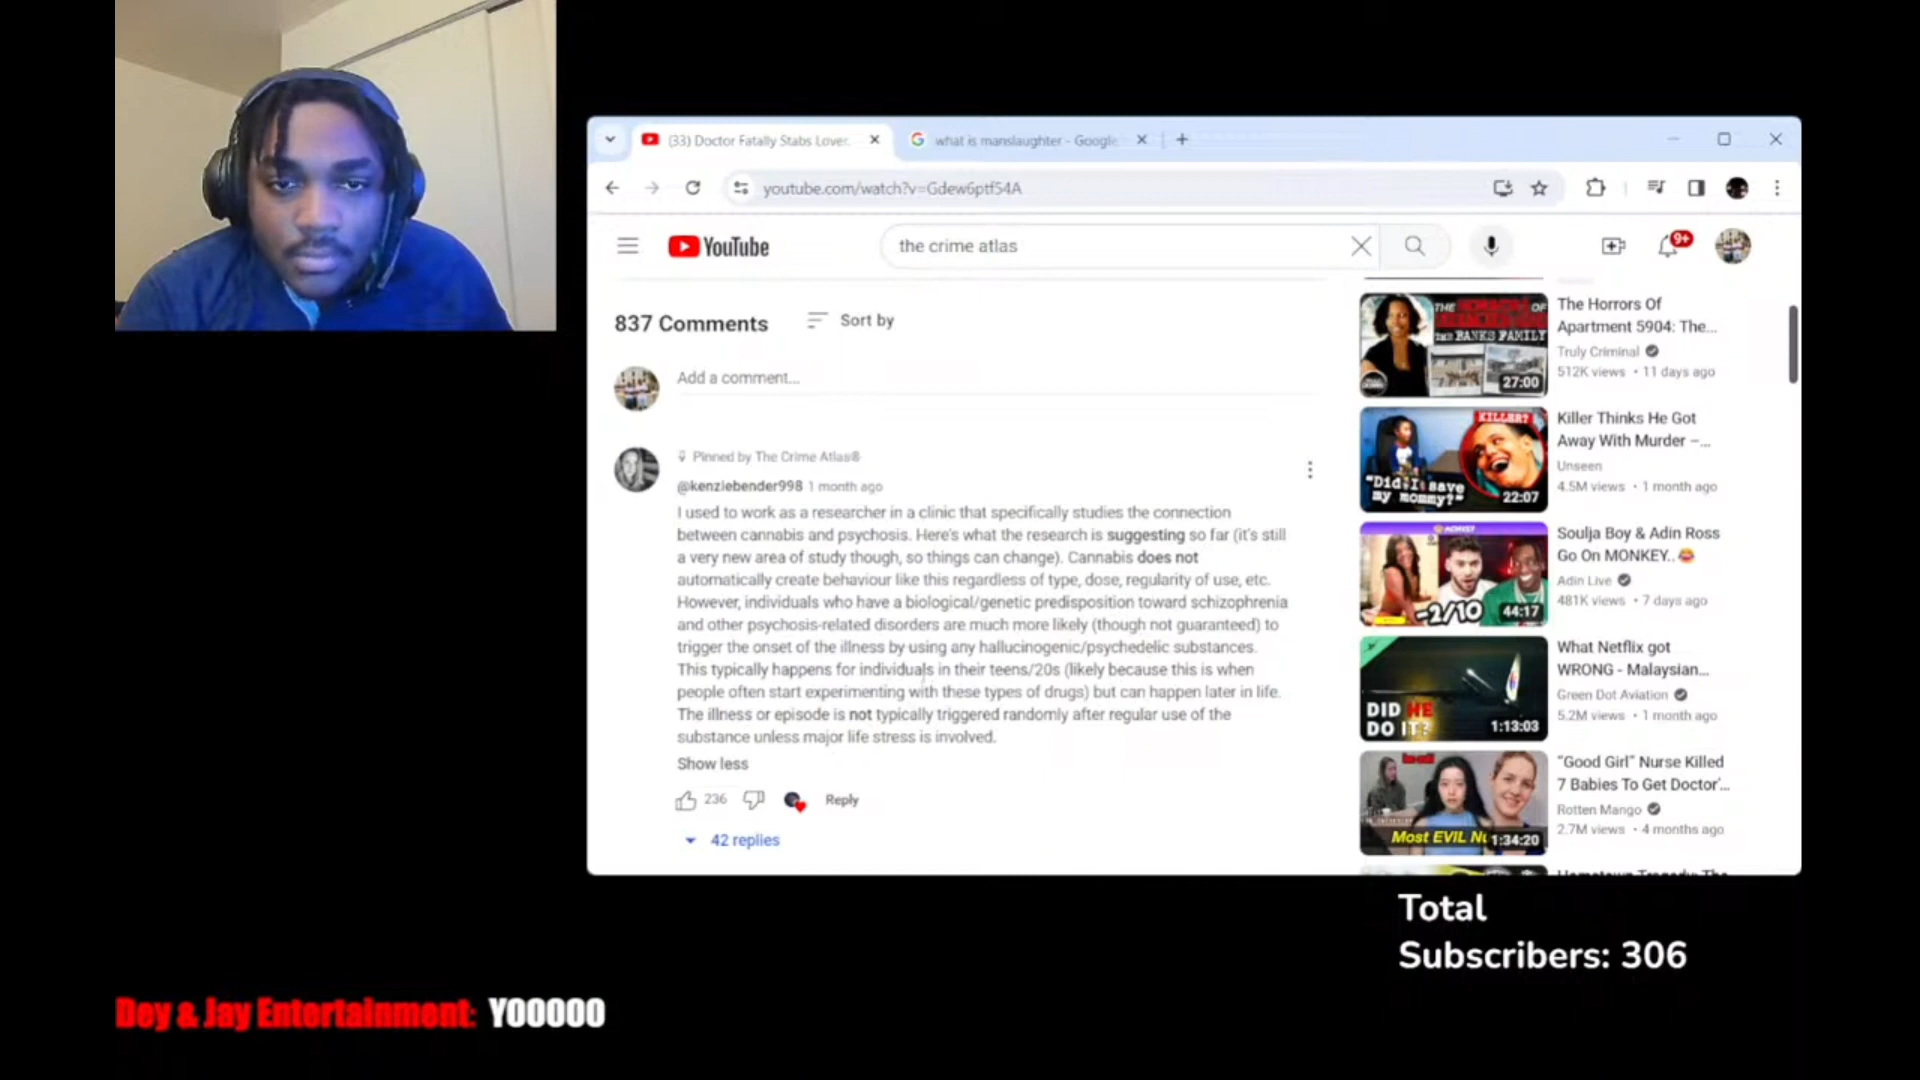 (33) Doctor Fatally Stabs Lover.
what is manslaughter - Google
youtube.com/watch?v=Gdew6ptf54A
YouTube
the crime atlas
9+
837 Comments
Sort by
Add a comment...
Pinned by The Crime Atlas®
@kenziebender998 1 month ago
I used to work as a researcher in a clinic that specifically studies the connection
between cannabis and psychosis. Here's what the research is suggesting so far (it's still
a very new area of study though, so things can change). Cannabis does not
automatically create behaviour like this regardless of type, dose, regularity of use, etc.
However, individuals who have a biological/genetic predisposition toward schizophrenia
and other psychosis-related disorders are much more likely (though not guaranteed) to
trigger the onset of the illness by using any hallucinogenic/psychedelic substances.
This typically happens for individuals in their teens/20s (likely because this is when
people often start experimenting with these types of drugs) but can happen later in life.
The illness or episode is not typically triggered randomly after regular use of the
substance unless major life stress is involved.
Show less
236
Reply
42 replies
THE
OF
THE BANKS FAMILY
27:00
The Horrors Of
Apartment 5904: The...
Truly Criminal
512K views • 11 days ago
KILLER?
"Did I save
my mommy?"
22:07
Killer Thinks He Got
Away With Murder –...
Unseen
4.5M views • 1 month ago
-2/10
44:17
Soulja Boy & Adin Ross
Go On MONKEY..
Adin Live
481K views • 7 days ago
DID HE
DO IT?
1:13:03
What Netflix got
WRONG - Malaysian...
Green Dot Aviation
5.2M views • 1 month ago
Most EVIL
1:34:20
"Good Girl" Nurse Killed
7 Babies To Get Doctor'...
Rotten Mango
2.7M views • 4 months ago
Total
Subscribers: 306
Dey & Jay Entertainment: YOOOOO